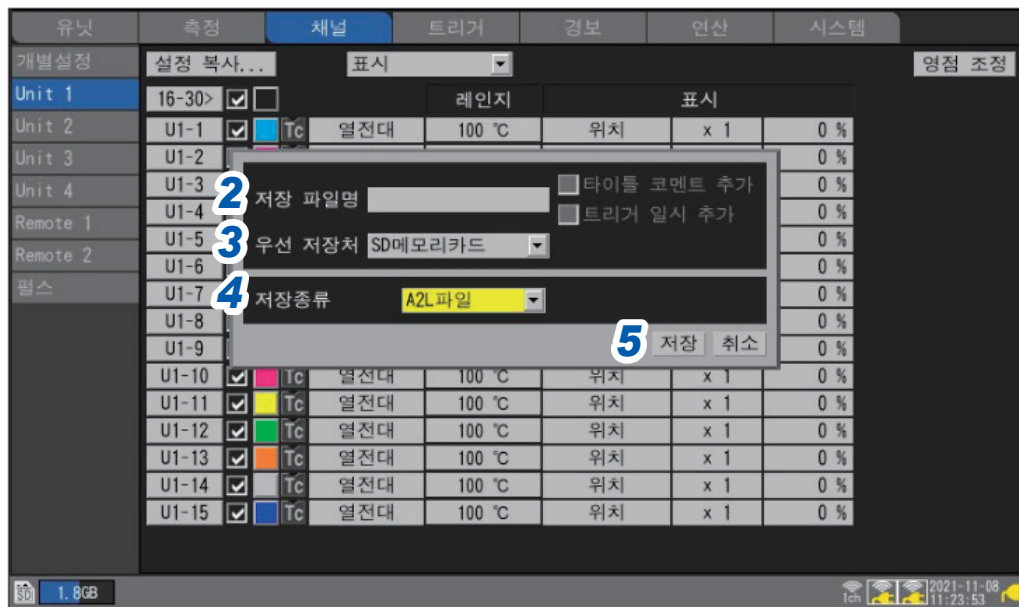 유닛 측정 채널 트리거 경보 연산 시스템
개별설정 설정 복사... 표시 영점 조정
Unit 1 16-30> 레인지 표시
Unit 2 U1-1 Tc 열전대 100 ℃ 위치 x 1 0 %
Unit 3 U1-2 0 %
Unit 4 U1-3 0 %
2 저장 파일명 타이틀 코멘트 추가
트리거 일시 추가
Remote 1 U1-4 0 %
3 우선 저장처 SD메모리카드
Remote 2 U1-5 0 %
U1-6 0 %
펄스 U1-7 0 %
4 저장종류 A2L파일
U1-8 0 %
5 저장 취소
U1-9 0 %
U1-10 Tc 열전대 100 ℃ 위치 x 1 0 %
U1-11 Tc 열전대 100 ℃ 위치 x 1 0 %
U1-12 Tc 열전대 100 ℃ 위치 x 1 0 %
U1-13 Tc 열전대 100 ℃ 위치 x 1 0 %
U1-14 Tc 열전대 100 ℃ 위치 x 1 0 %
U1-15 Tc 열전대 100 ℃ 위치 x 1 0 %
SD 1.8GB 1ch 2021-11-08
11:23:53